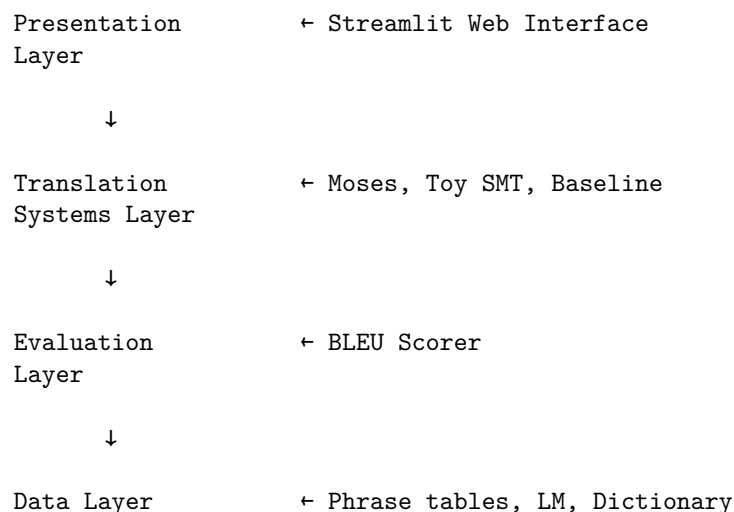 Presentation ← Streamlit Web Interface
Layer
↓
Translation ← Moses, Toy SMT, Baseline
Systems Layer
↓
Evaluation ← BLEU Scorer
Layer
↓
Data Layer ← Phrase tables, LM, Dictionary